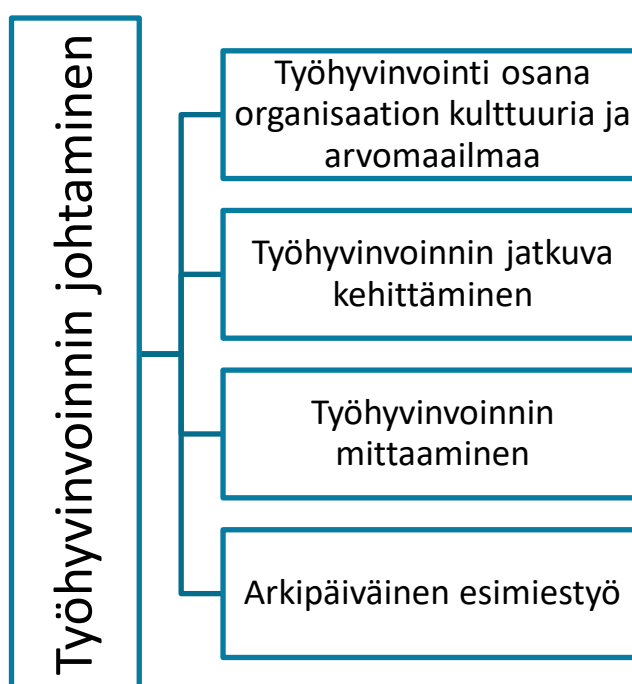 Työhyvinvoinnin johtaminen
Työhyvinvointi osana
organisaation kulttuuria ja
arvomaailmaa
Työhyvinvoinnin jatkuva
kehittäminen
Työhyvinvoinnin
mittaaminen
Arkipäiväinen esimiestyö